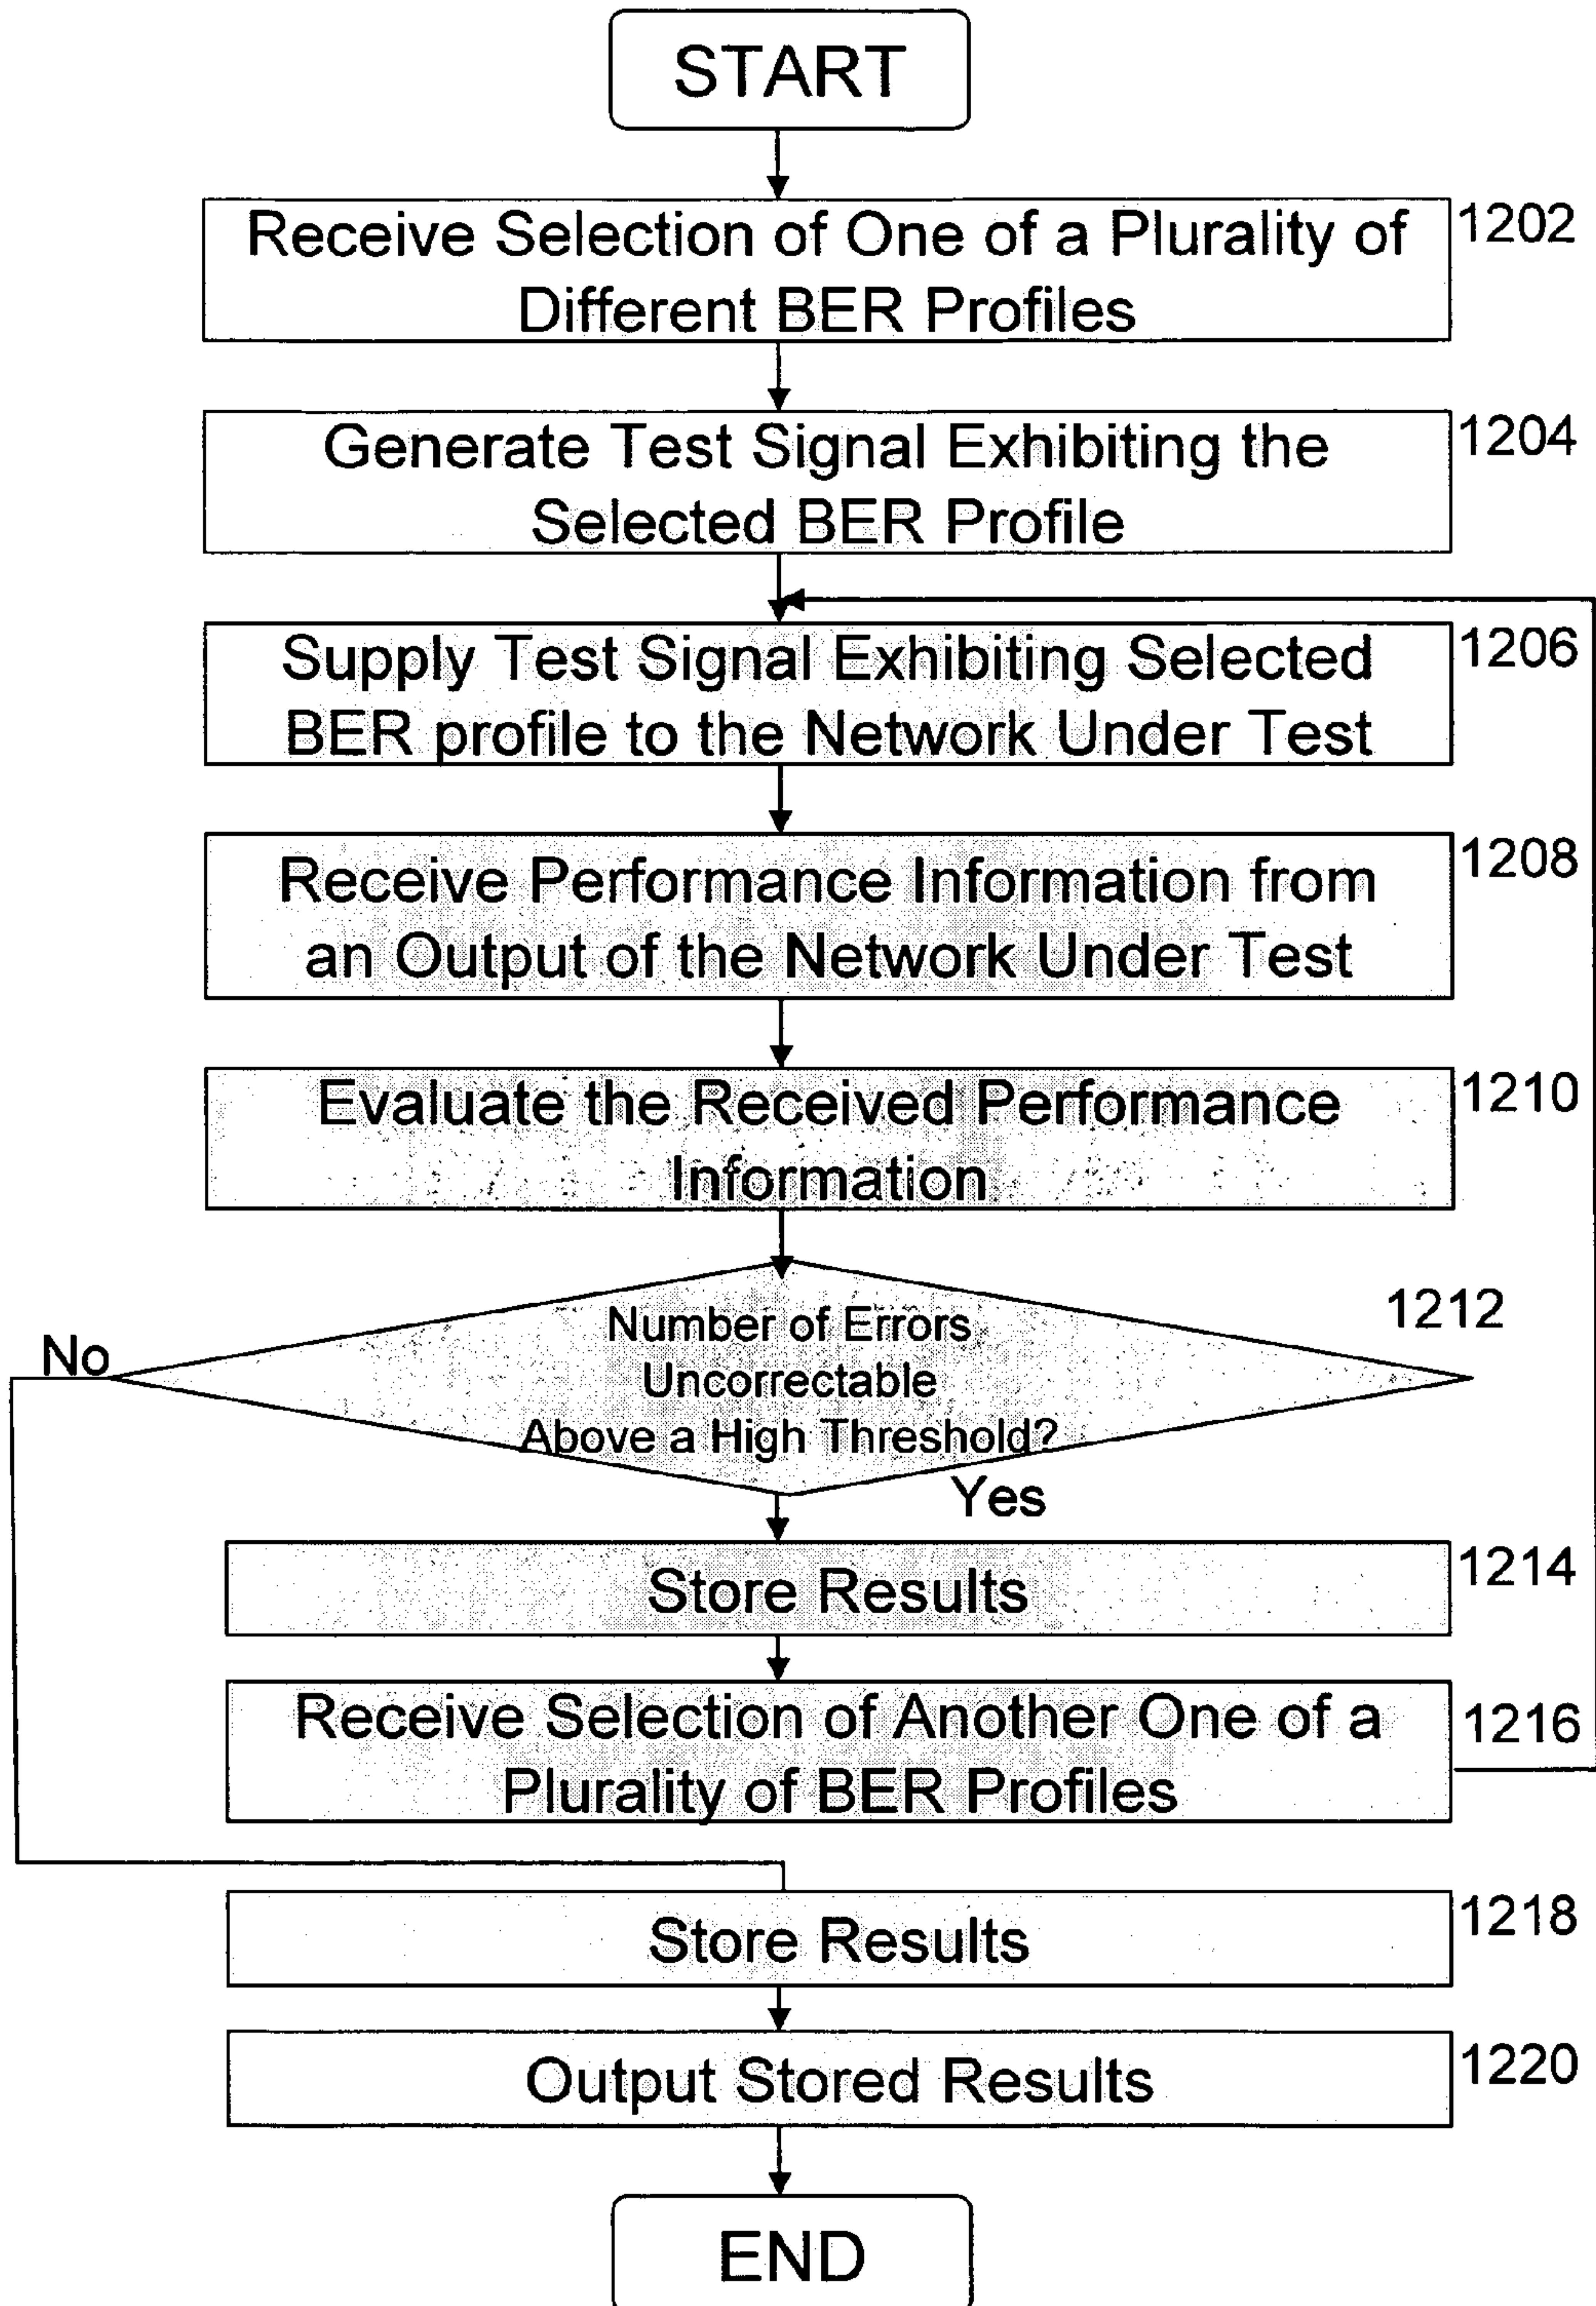 START
Receive Selection of One of a Plurality of
Different BER Profiles
1202
Generate Test Signal Exhibiting the
Selected BER Profile
1204
Supply Test Signal Exhibiting Selected
BER profile to the Network Under Test
1206
Receive Performance Information from
an Output of the Network Under Test
1208
Evaluate the Received Performance
Information
1210
Number of Errors
Uncorrectable
Above a High Threshold?
1212
No
Yes
Store Results
1214
Receive Selection of Another One of a
Plurality of BER Profiles
1216
Store Results
1218
Output Stored Results
1220
END